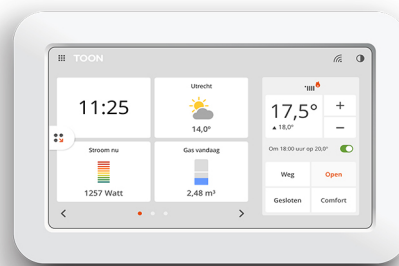 TOON
11:25
Utrecht
14,0°
Stroom nu
1257 Watt
Gas vandaag
2,48 m³
17,5°
▲ 18,0°
+
−
Om 18:00 uur op 20,0°
Weg
Open
Gesloten
Comfort